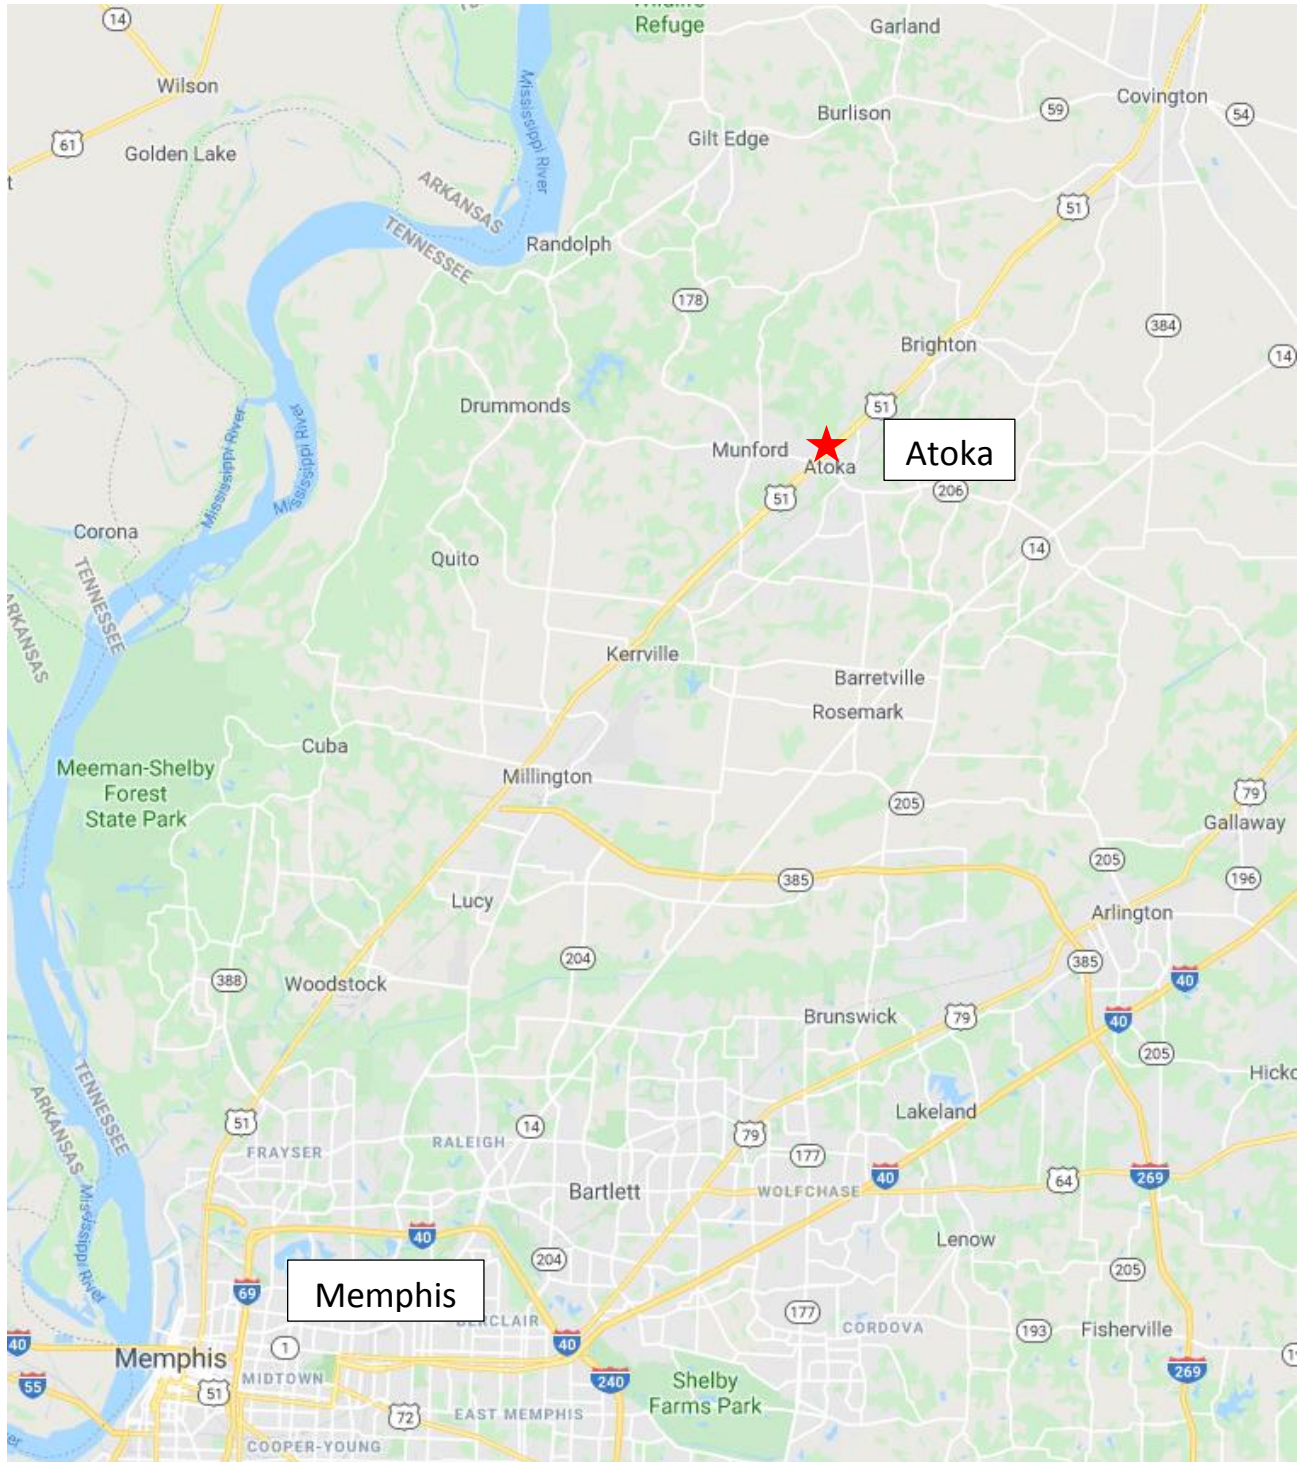 14
Wildlife
Refuge
Garland
Wilson
Mississippi River
Burlison
59
Covington
54
61
Golden Lake
Gilt Edge
ARKANSAS
TENNESSEE
51
Randolph
178
384
Brighton
14
Drummonds
51
Munford
Atoka
Atoka
51
206
Mississippi River
Mississippi River
Corona
14
Quito
TENNESSEE
ARKANSAS
Kerrville
Barretville
Rosemark
Cuba
Meeman-Shelby
Forest
State Park
Millington
205
79
Gallaway
205
385
196
Lucy
Arlington
204
385
388
Woodstock
40
Brunswick
79
40
205
Hicko
TENNESSEE
ARKANSAS
Lakeland
51
14
79
RALEIGH
FRAYSER
177
40
64
269
Bartlett
WOLFCHASE
Mississippi River
40
Lenow
204
205
69
Memphis
177
BERCLAIR
CORDOVA
193
Fisherville
40
1
40
Memphis
MIDTOWN
55
51
240
Shelby
Farms Park
269
72
EAST MEMPHIS
COOPER-YOUNG